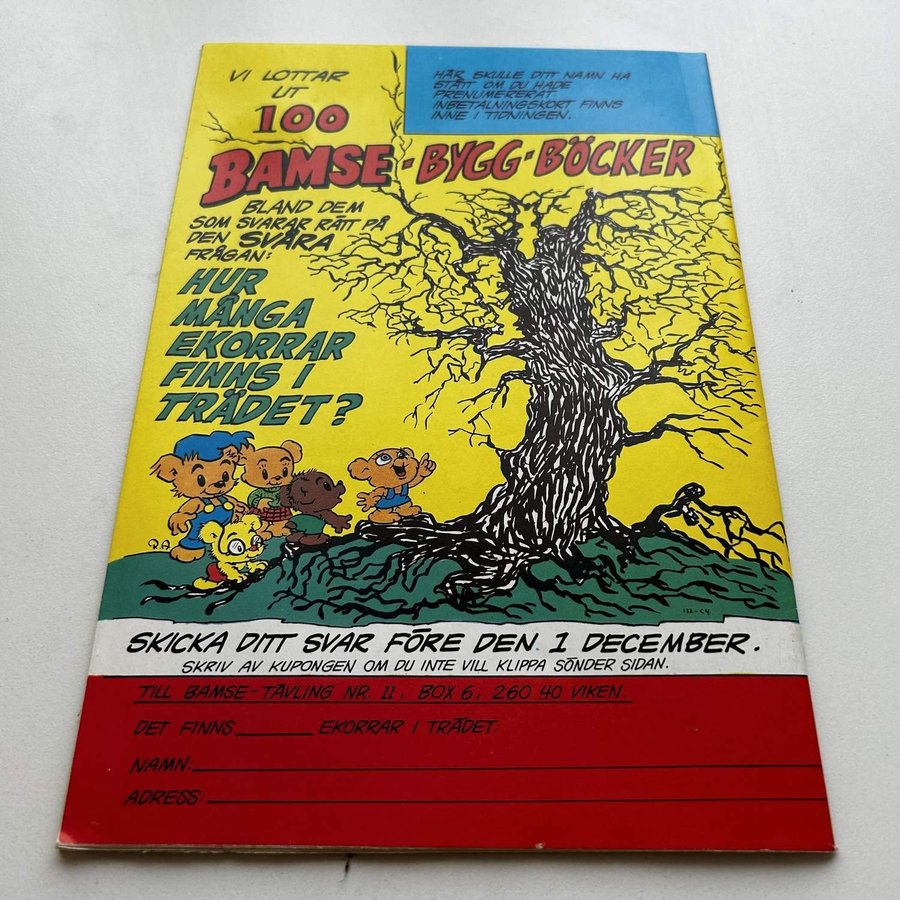 VI LOTTAR
UT
100
BAMSE-BYGG-BÖCKER
BLAND DEM
SOM SVARAR RÄTT PÅ
DEN SVÅRA
FRÅGAN:
HUR
MÅNGA
EKORRAR
FINNS I
TRÄDET?
HÄR SKULLE DITT NAMN HA
STÅTT OM DU HADE
PRENUMERERAT
INBETALNINGSKORT FINNS
INNE I TIDNINGEN.
R.A
132-C4
SKICKA DITT SVAR FÖRE DEN 1 DECEMBER.
SKRIV AV KUPONGEN OM DU INTE VILL KLIPPA SÖNDER SIDAN.
TILL BAMSE-TÄVLING NR. 11, BOX 6, 260 40 VIKEN.
DET FINNS________ EKORRAR I TRÄDET.
NAMN:
ADRESS: